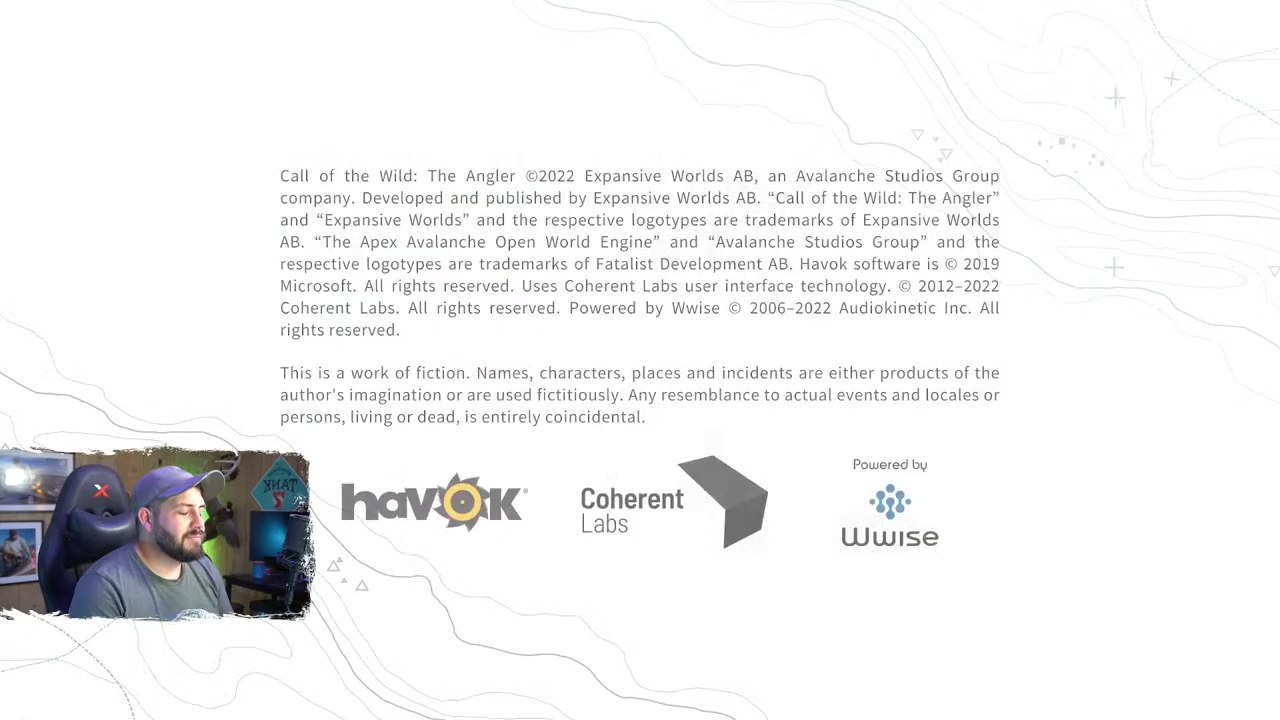 Call of the Wild: The Angler ©2022 Expansive Worlds AB, an Avalanche Studios Group
company. Developed and published by Expansive Worlds AB. “Call of the Wild: The Angler”
and “Expansive Worlds” and the respective logotypes are trademarks of Expansive Worlds
AB. “The Apex Avalanche Open World Engine” and “Avalanche Studios Group” and the
respective logotypes are trademarks of Fatalist Development AB. Havok software is © 2019
Microsoft. All rights reserved. Uses Coherent Labs user interface technology. © 2012–2022
Coherent Labs. All rights reserved. Powered by Wwise © 2006–2022 Audiokinetic Inc. All
rights reserved.
This is a work of fiction. Names, characters, places and incidents are either products of the
author's imagination or are used fictitiously. Any resemblance to actual events and locales or
persons, living or dead, is entirely coincidental.
havok
Coherent
Labs
Powered by
Wwise
TANK